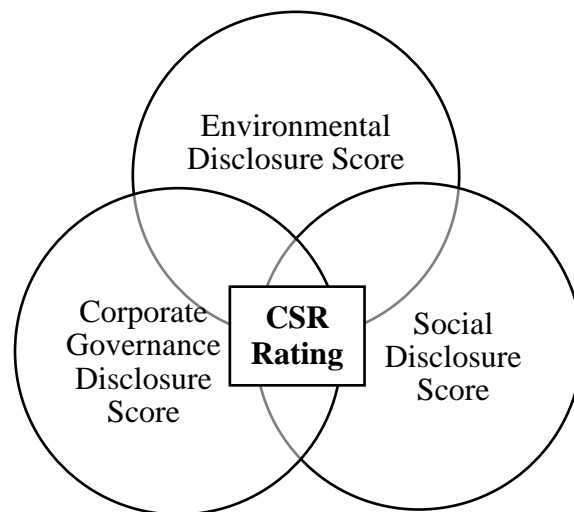 Environmental
Disclosure Score
Corporate
Governance
Disclosure
Score
CSR
Rating
Social
Disclosure
Score